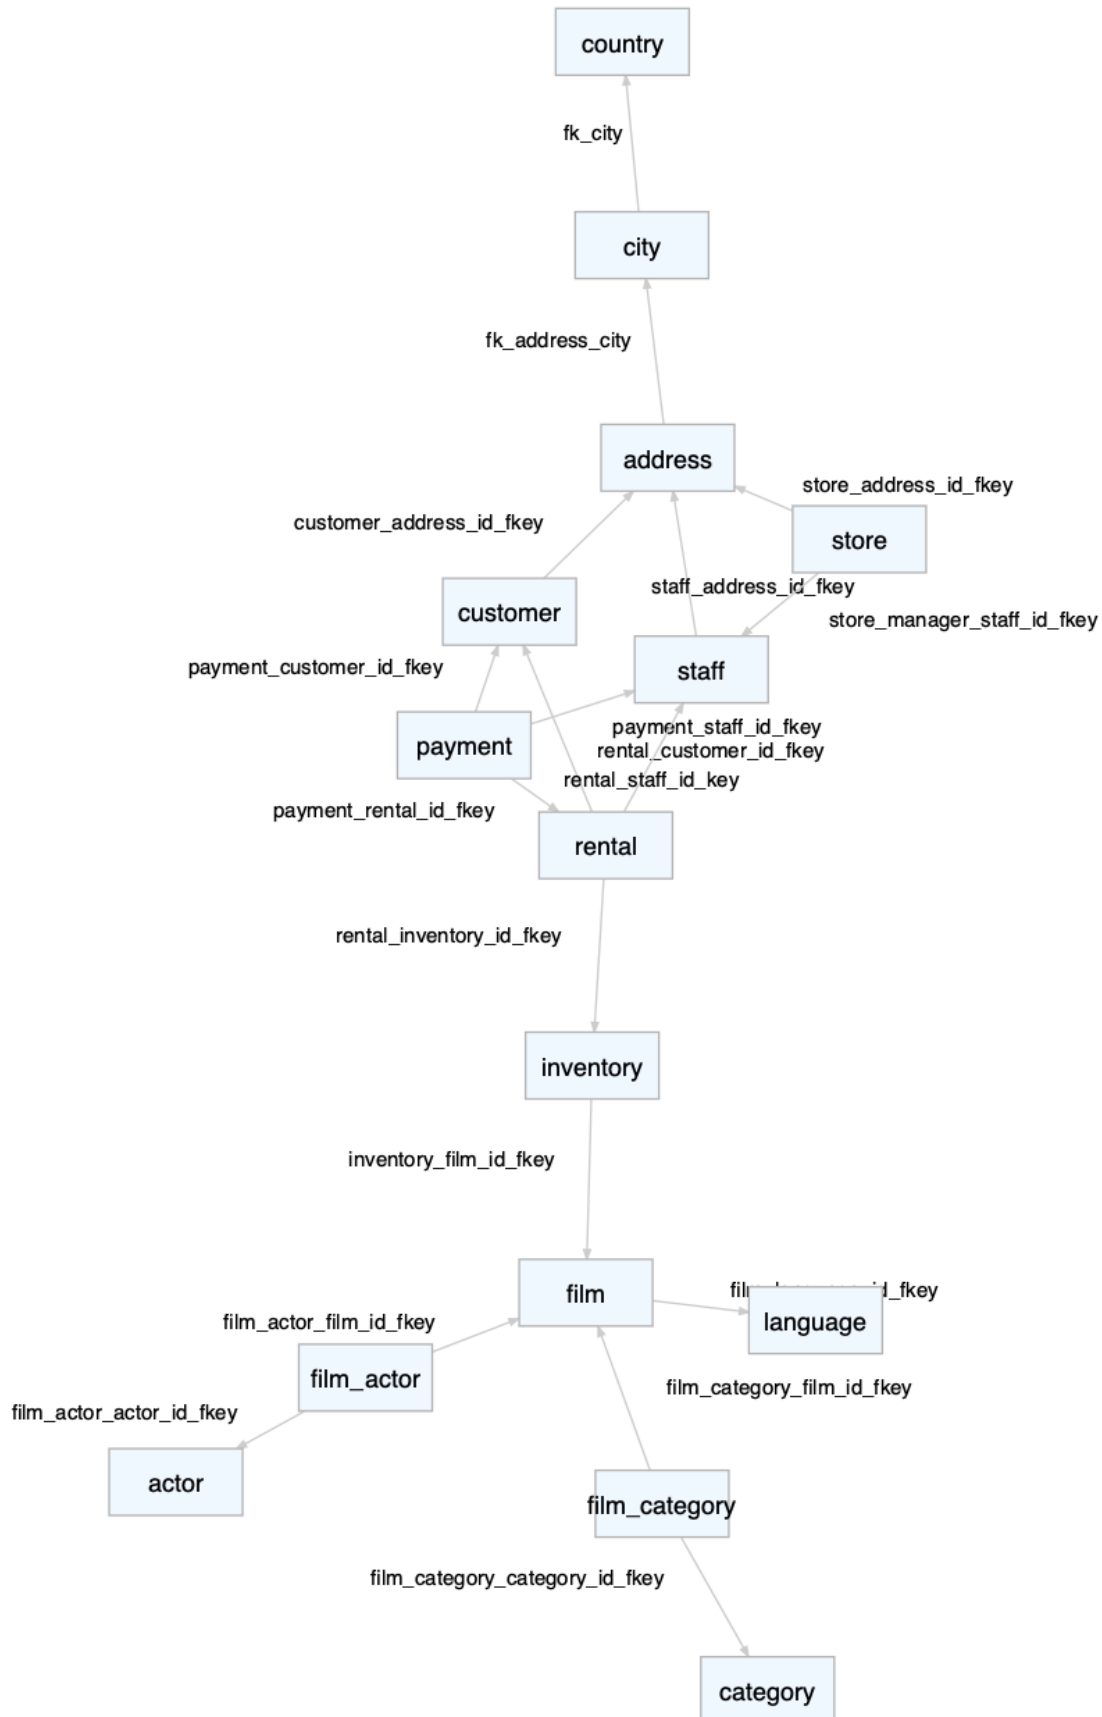 country
fk_city
city
fk_address_city
address
store_address_id_fkey
customer_address_id_fkey
store
staff_address_id_fkey
customer
store_manager_staff_id_fkey
payment_customer_id_fkey
staff
payment_staff_id_fkey
payment
rental_customer_id_fkey
rental_staff_id_key
payment_rental_id_fkey
rental
rental_inventory_id_fkey
inventory
inventory_film_id_fkey
film
film_actor_film_id_fkey
language
film_actor
film_category_film_id_fkey
film_actor_actor_id_fkey
actor
film_category
film_category_category_id_fkey
category